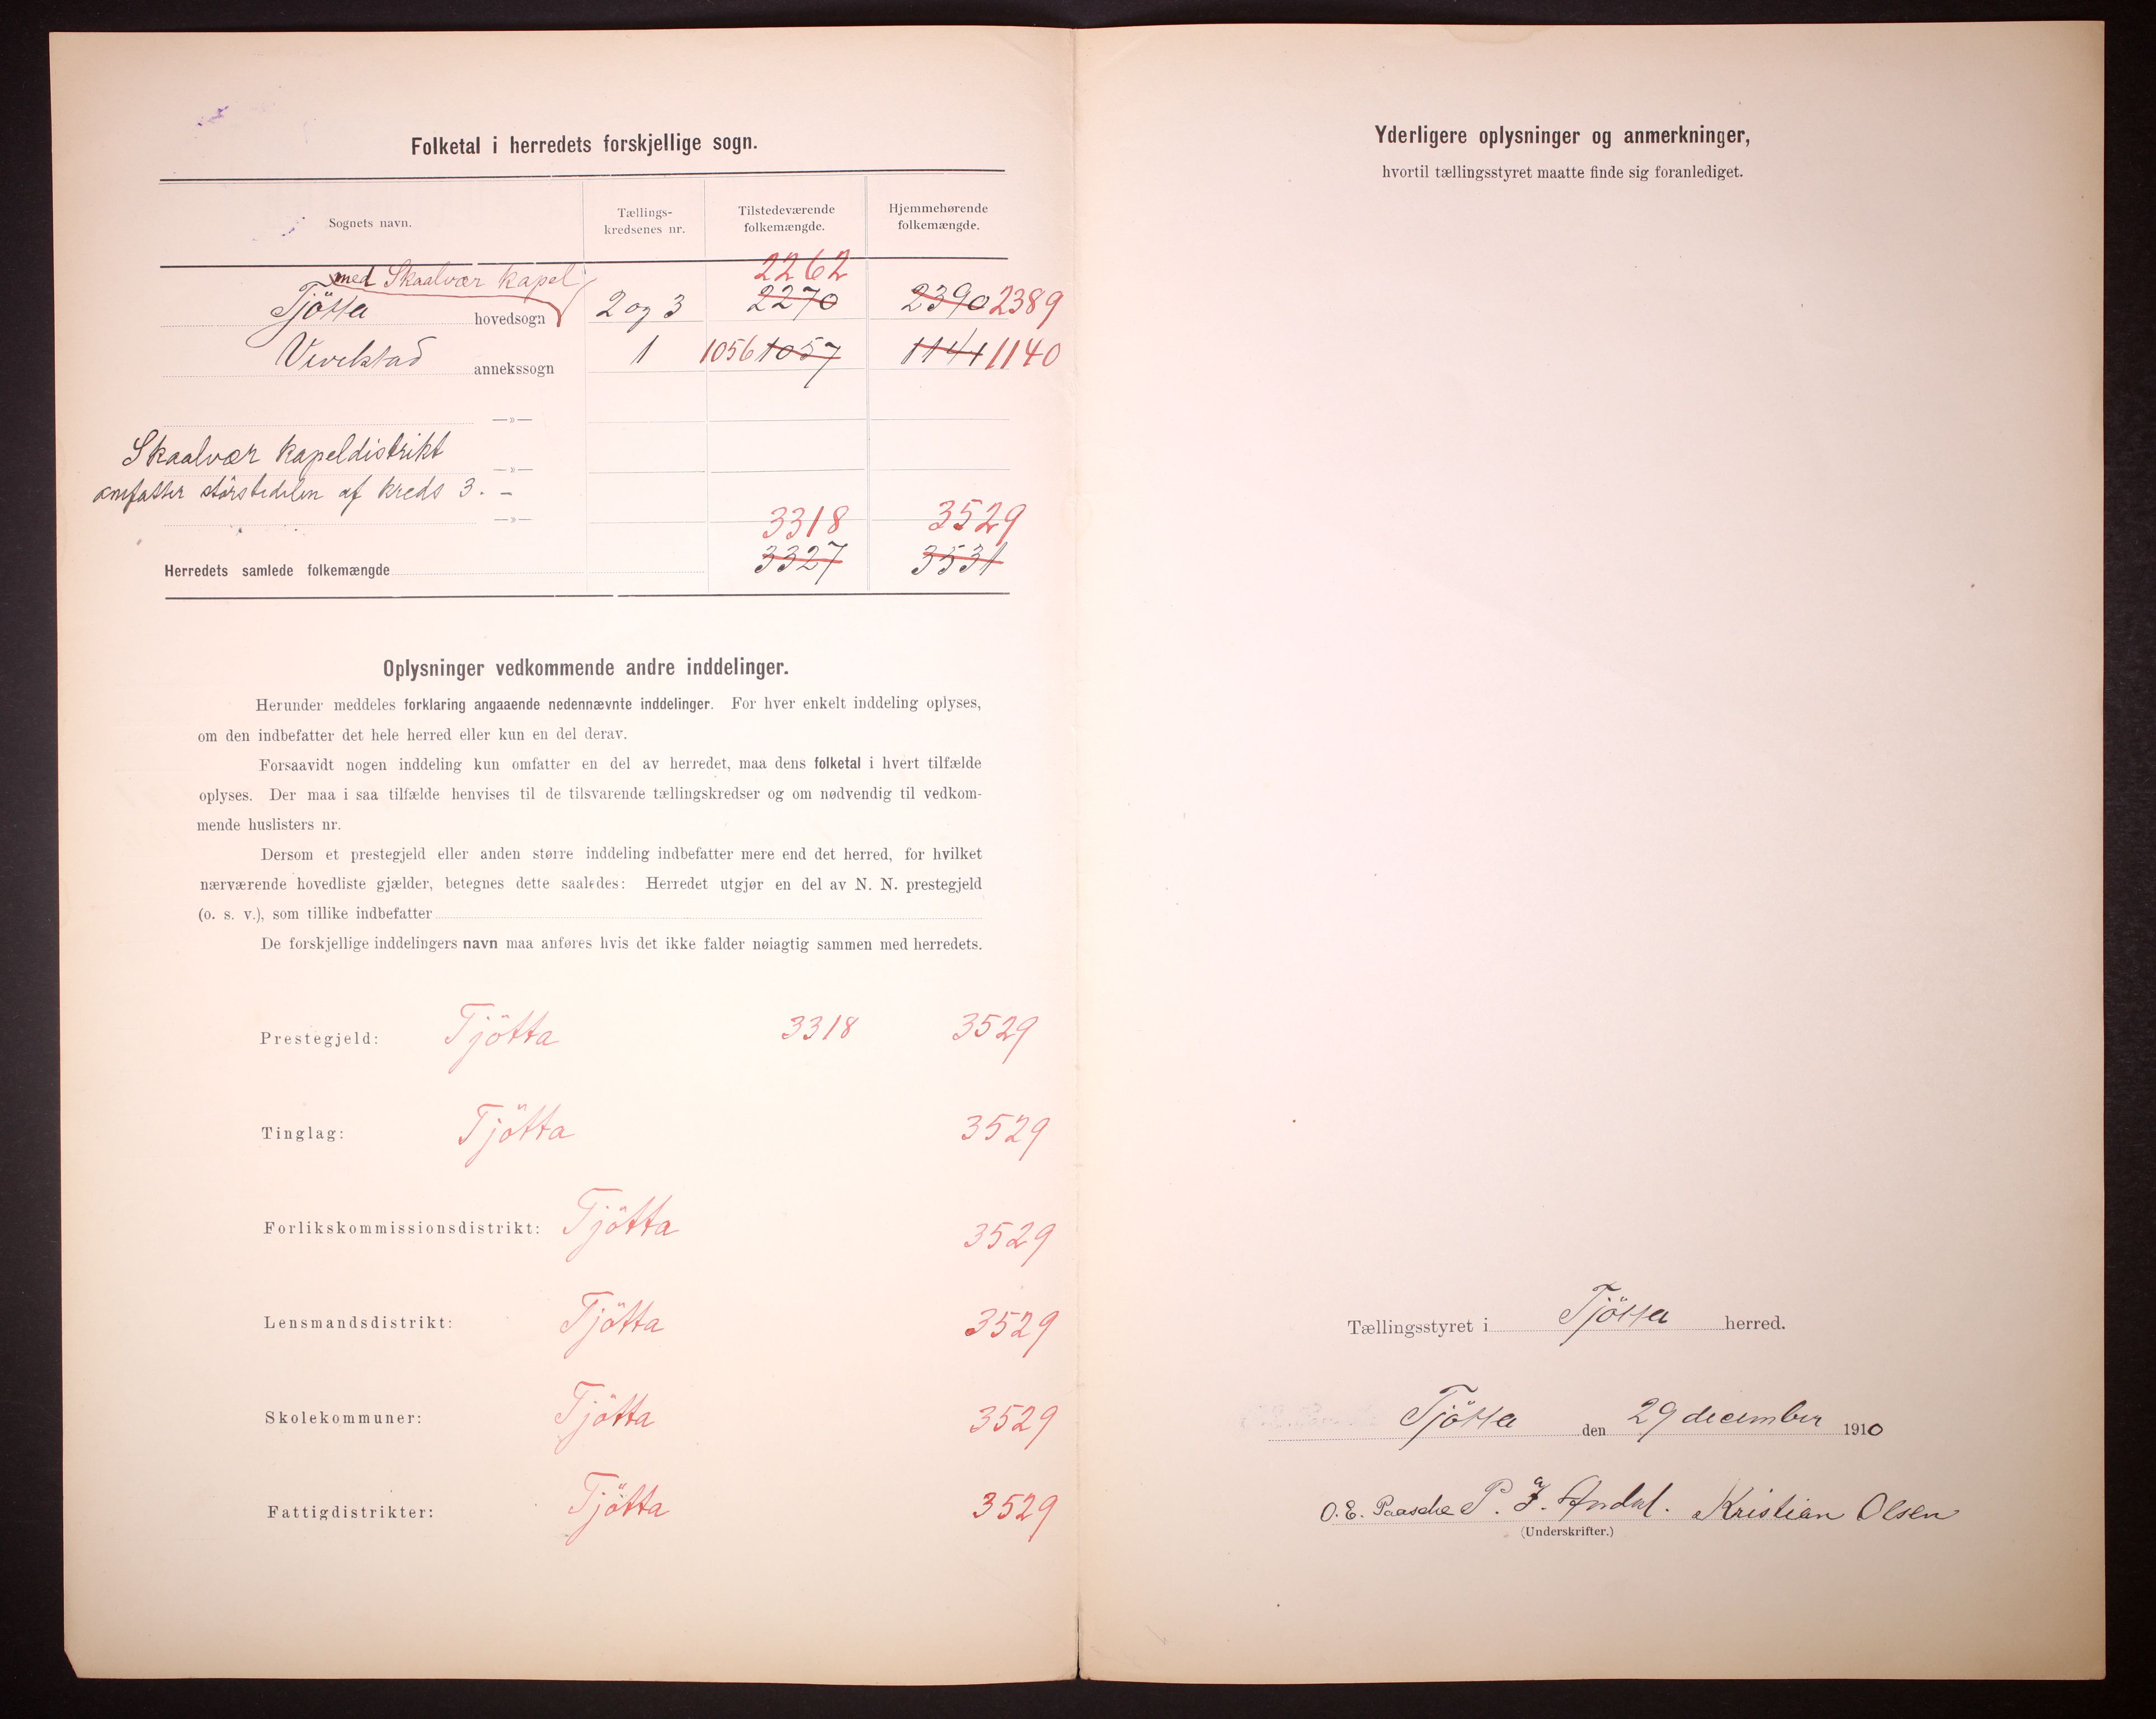 Folketal i herredets forskjellige sogn.
Sognets navn. Tællings-kredsenes nr. Tilstedeværende folkemængde. Hjemmehørende folkemængde.
med Skaalvær kapel 2262
Tjötta hovedsogn 2 og 3 2270 2390 2389
Vevelstad annekssogn 1 1056 1057 1141 1140
—»—
Skaalvær kapeldistrikt —»—
omfatter störstedelen af kreds 3. –
—»— 3318 3529
Herredets samlede folkemængde 3327 3531
Oplysninger vedkommende andre inddelinger.
Herunder meddeles forklaring angaaende nedennævnte inddelinger. For hver enkelt inddeling oplyses,
om den indbefatter det hele herred eller kun en del derav.
Forsaavidt nogen inddeling kun omfatter en del av herredet, maa dens folketal i hvert tilfælde
oplyses. Der maa i saa tilfælde henvises til de tilsvarende tællingskredser og om nødvendig til vedkom-
mende huslisters nr.
Dersom et prestegjeld eller anden større inddeling indbefatter mere end det herred, for hvilket
nærværende hovedliste gjælder, betegnes dette saaledes: Herredet utgjør en del av N. N. prestegjeld
(o. s. v.), som tillike indbefatter
De forskjellige inddelingers navn maa anføres hvis det ikke falder nøiagtig sammen med herredets.
Prestegjeld: Tjötta 3318 3529
Tinglag: Tjötta 3529
Forlikskommissionsdistrikt: Tjötta 3529
Lensmandsdistrikt: Tjötta 3529
Skolekommuner: Tjötta 3529
Fattigdistrikter: Tjötta 3529
Yderligere oplysninger og anmerkninger,
hvortil tællingsstyret maatte finde sig foranlediget.
Tællingsstyret i Tjötta herred.
Tjötta den 29 december 1910
O. E. Paasche P. Kristian Olsen
(Underskrifter.)